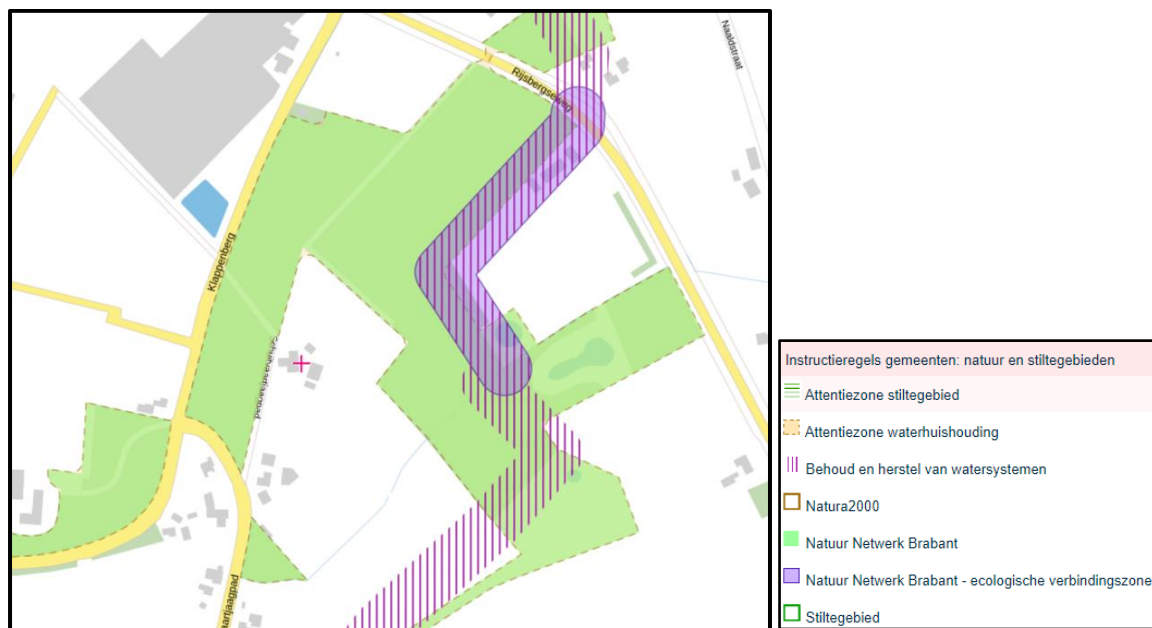 Naaldstraat
Rijsbergseweg
Klappenberg
Instructieregels gemeenten: natuur en stiltegebieden
Attentiezone stiltegebied
Attentiezone waterhuishouding
Behoud en herstel van watersystemen
Natura2000
Natuur Netwerk Brabant
Natuur Netwerk Brabant - ecologische verbindingszone
Stiltegebied